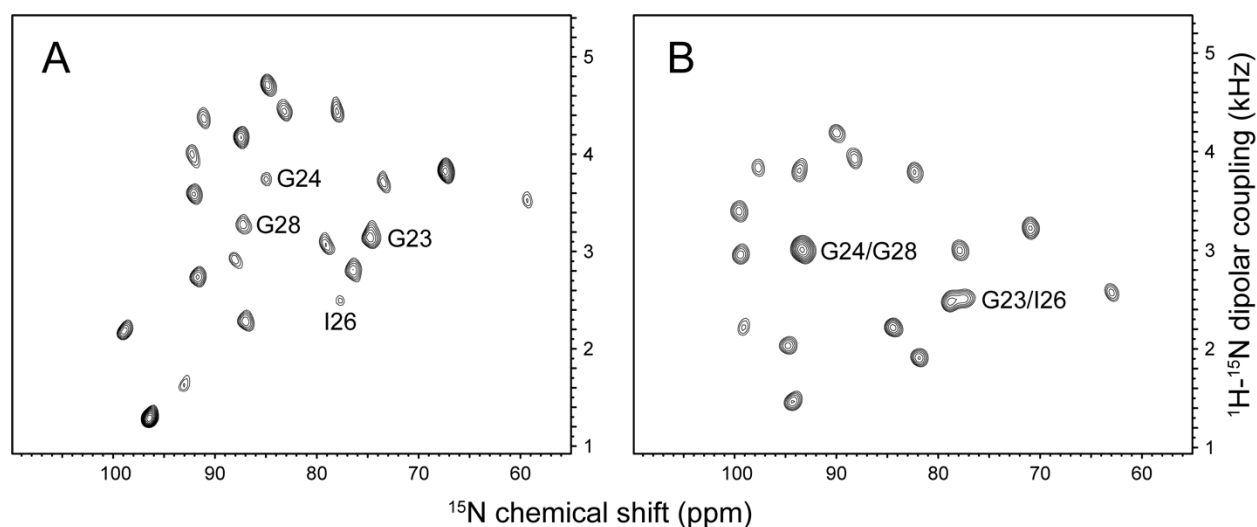 A
B
G24
G28
G23
I26
G24/G28
G23/I26
5
4
3
2
1
5
4
3
2
1
100 90 80 70 60
100 90 80 70 60
¹⁵N chemical shift (ppm)
¹H-¹⁵N dipolar coupling (kHz)